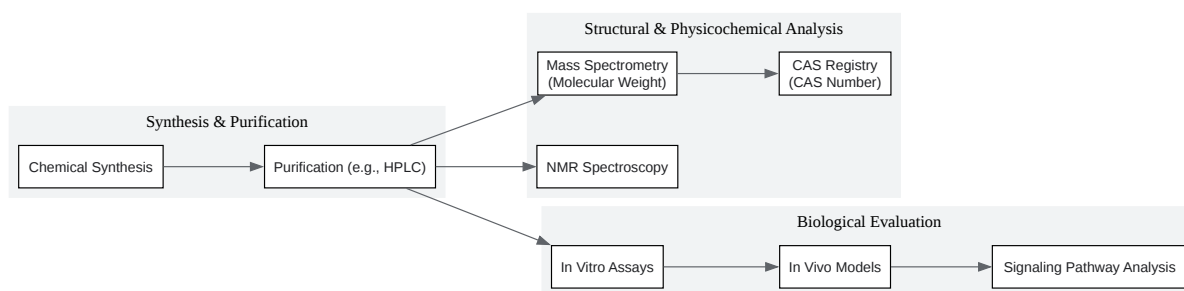 Structural & Physicochemical Analysis
Mass Spectrometry
(Molecular Weight)
CAS Registry
(CAS Number)
Synthesis & Purification
Chemical Synthesis
Purification (e.g., HPLC)
NMR Spectroscopy
Biological Evaluation
In Vitro Assays
In Vivo Models
Signaling Pathway Analysis